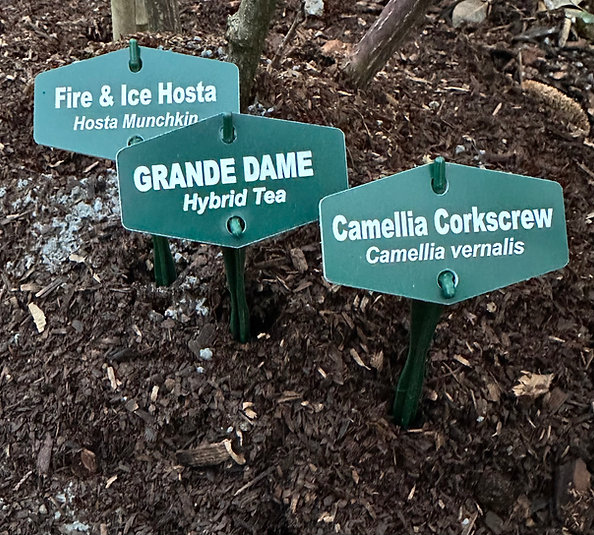 Fire & Ice Hosta
Hosta Munchkin
GRANDE DAME
Hybrid Tea
Camellia Corkscrew
Camellia vernalis